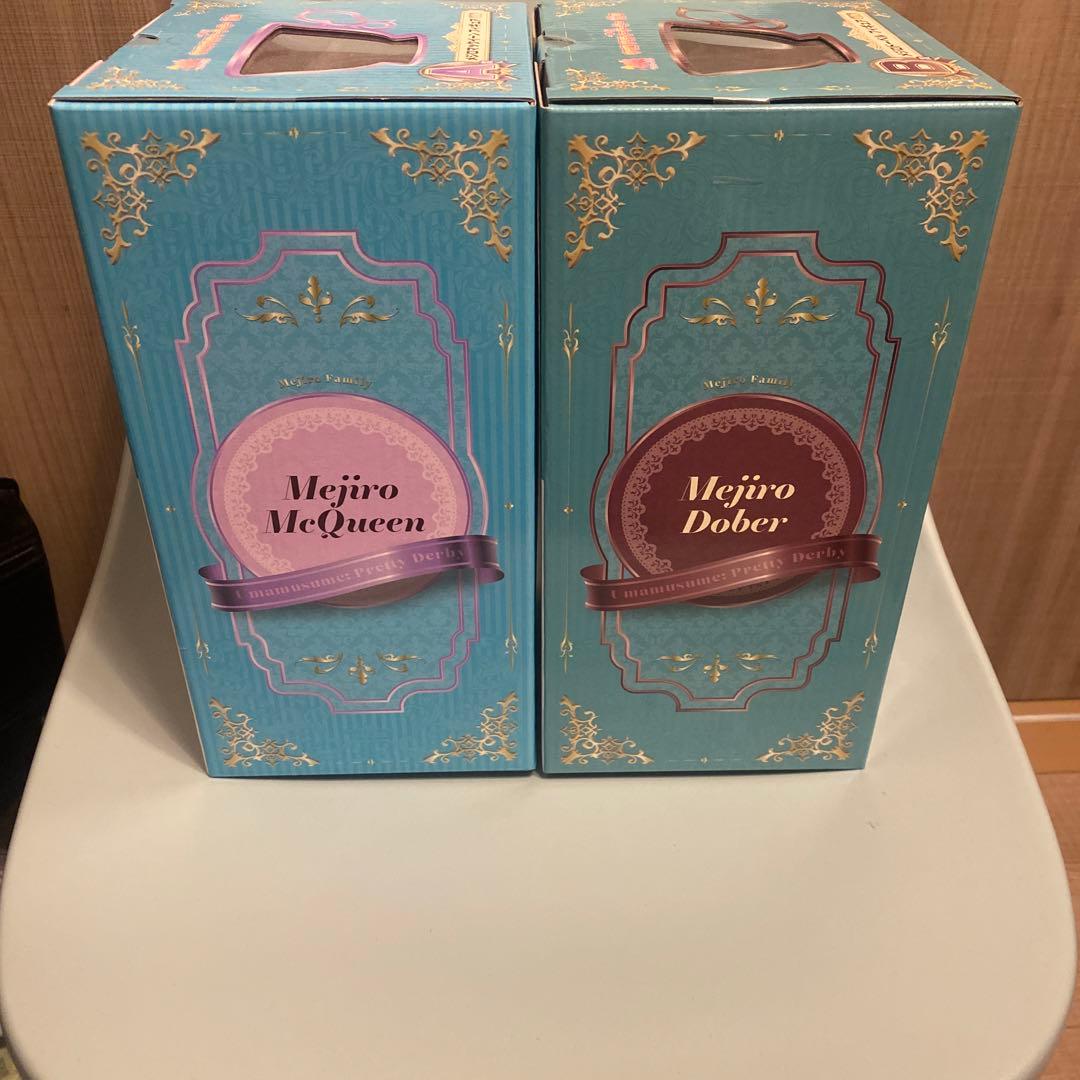 A
B
Mejiro Family
Mejiro
McQueen
Umamusume: Pretty Derby
Mejiro Family
Mejiro
Dober
Umamusume: Pretty Derby